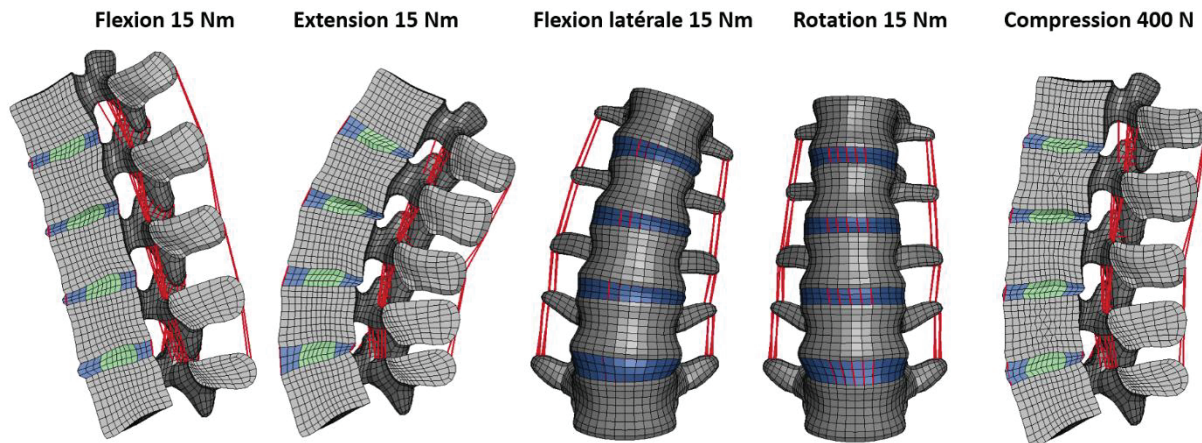 Flexion 15 Nm
Extension 15 Nm
Flexion latérale 15 Nm
Rotation 15 Nm
Compression 400 N